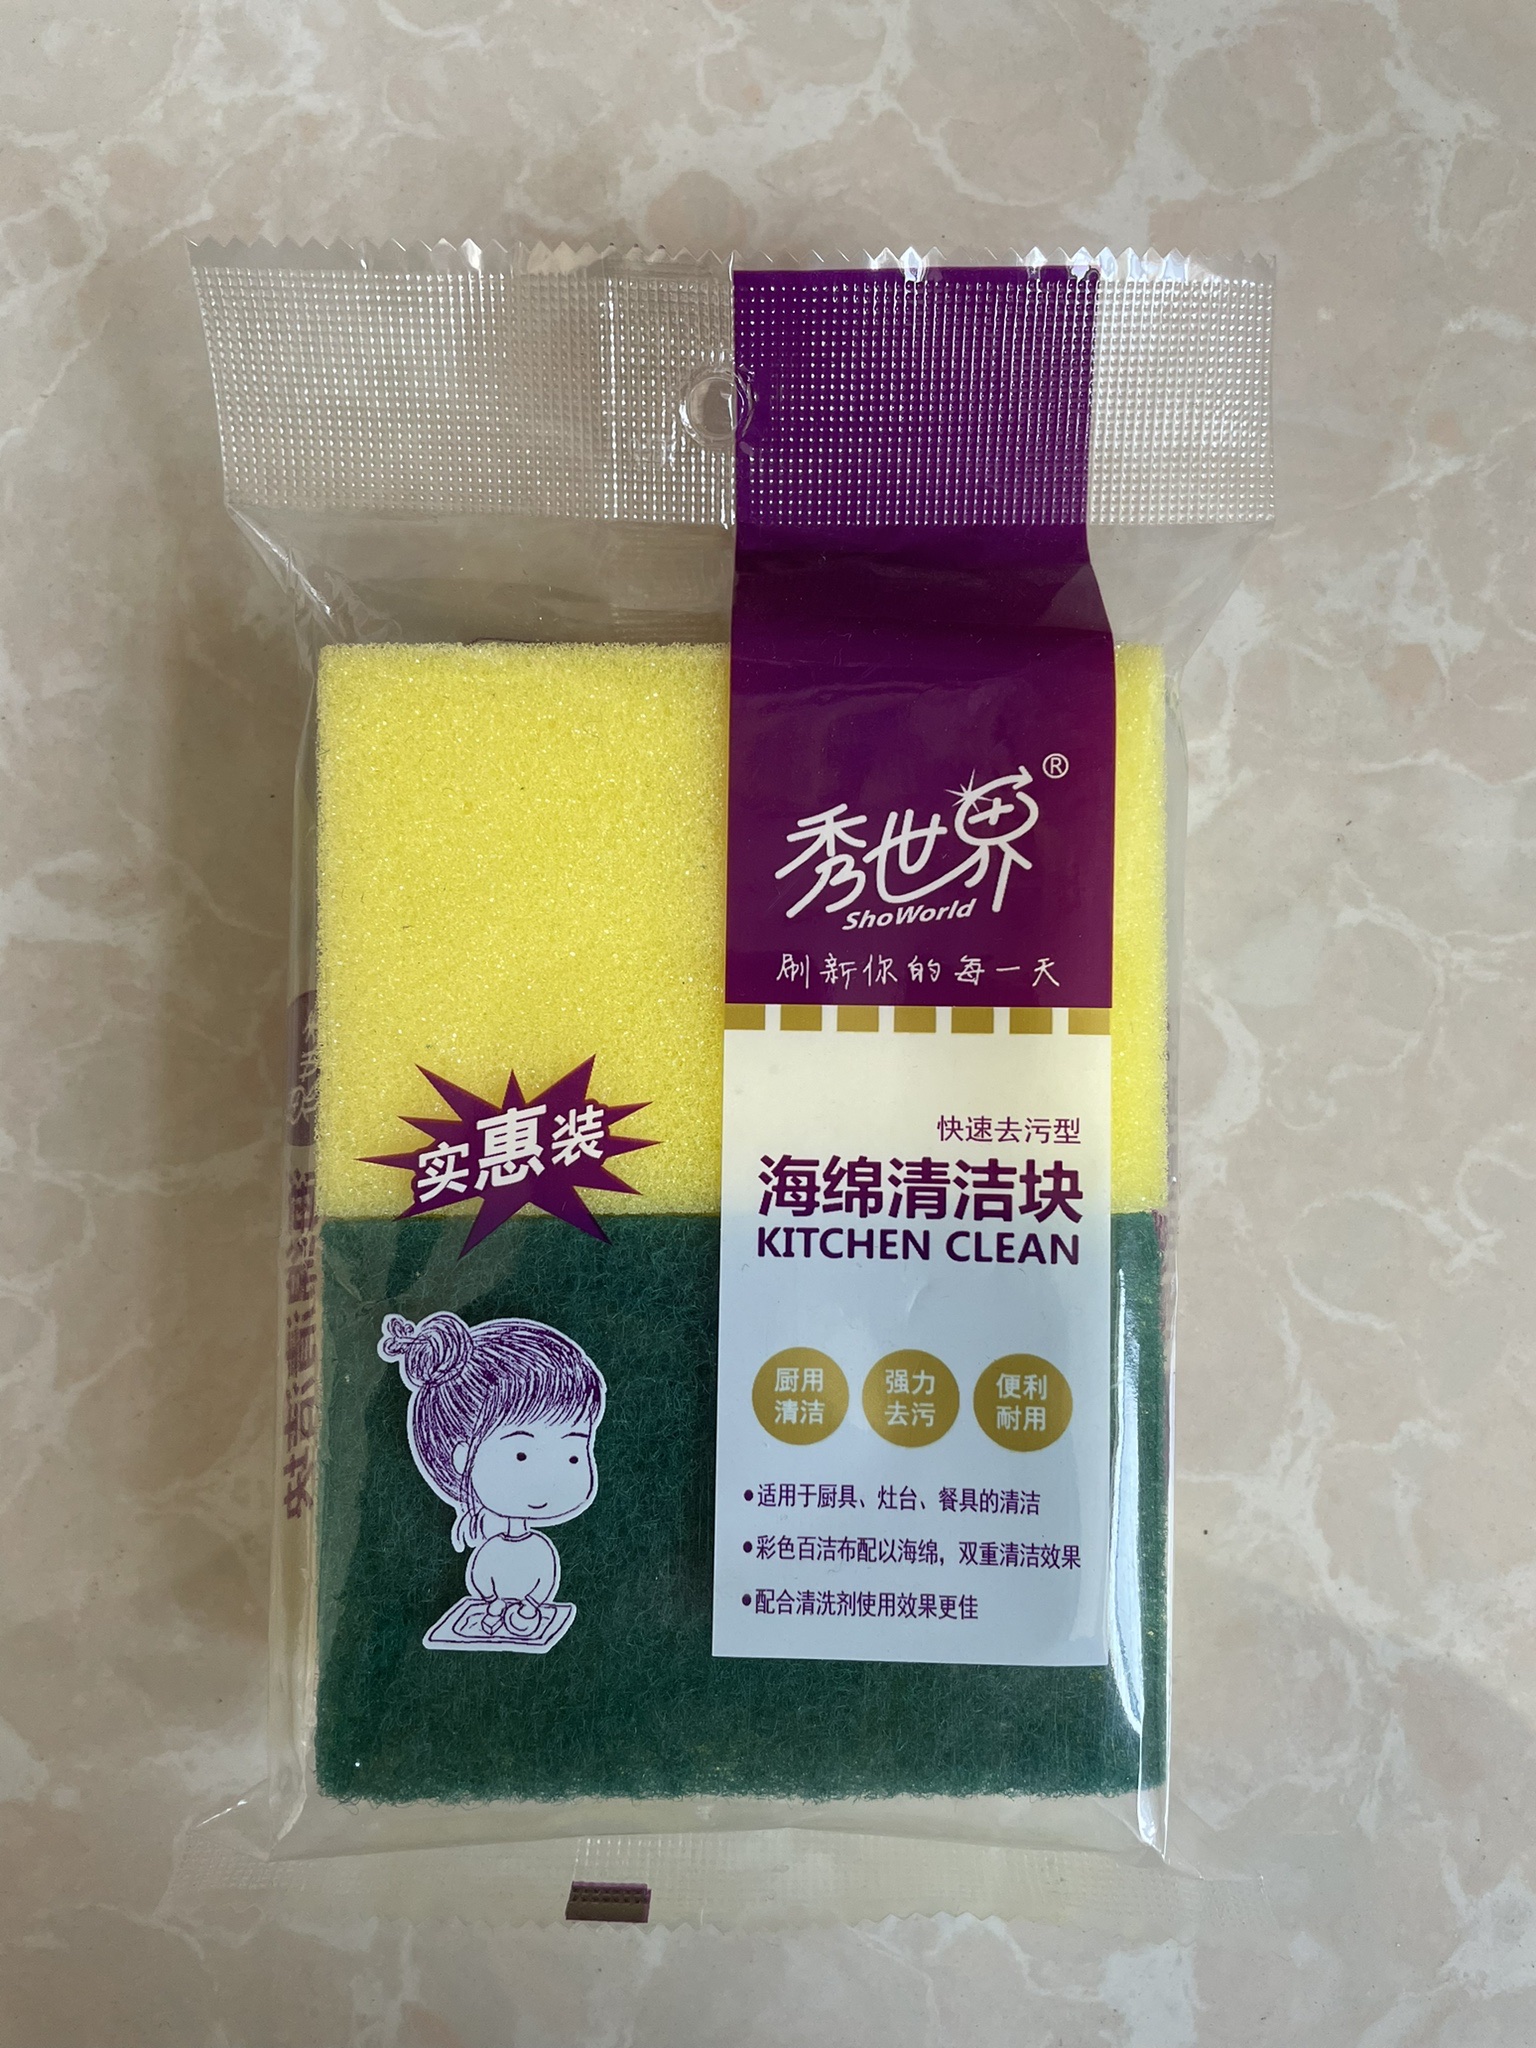 秀世界®
ShoWorld
刷新你的每一天
实惠装
快速去污型
海绵清洁块
KITCHEN CLEAN
厨用
清洁
强力
去污
便利
耐用
•适用于厨具、灶台、餐具的清洁
•彩色百洁布配以海绵，双重清洁效果
•配合清洗剂使用效果更佳